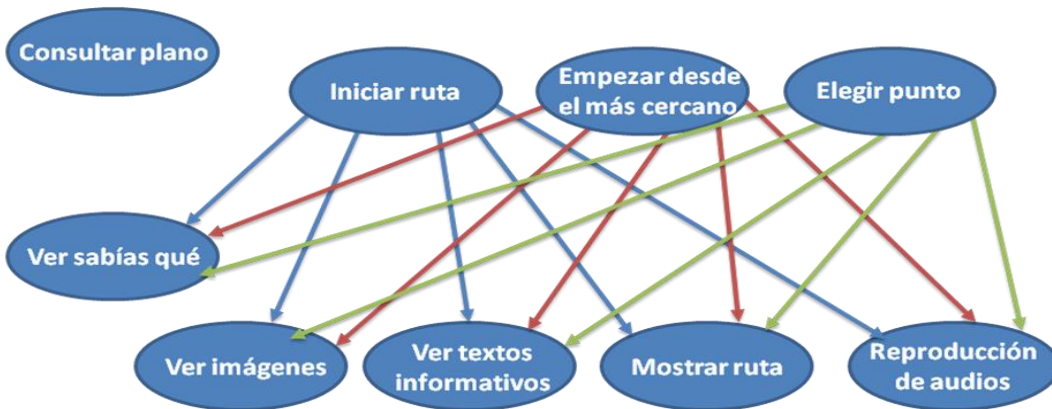 Consultar plano
Iniciar ruta
Empezar desde
el más cercano
Elegir punto
Ver sabías qué
Ver imágenes
Ver textos
informativos
Mostrar ruta
Reproducción
de audios